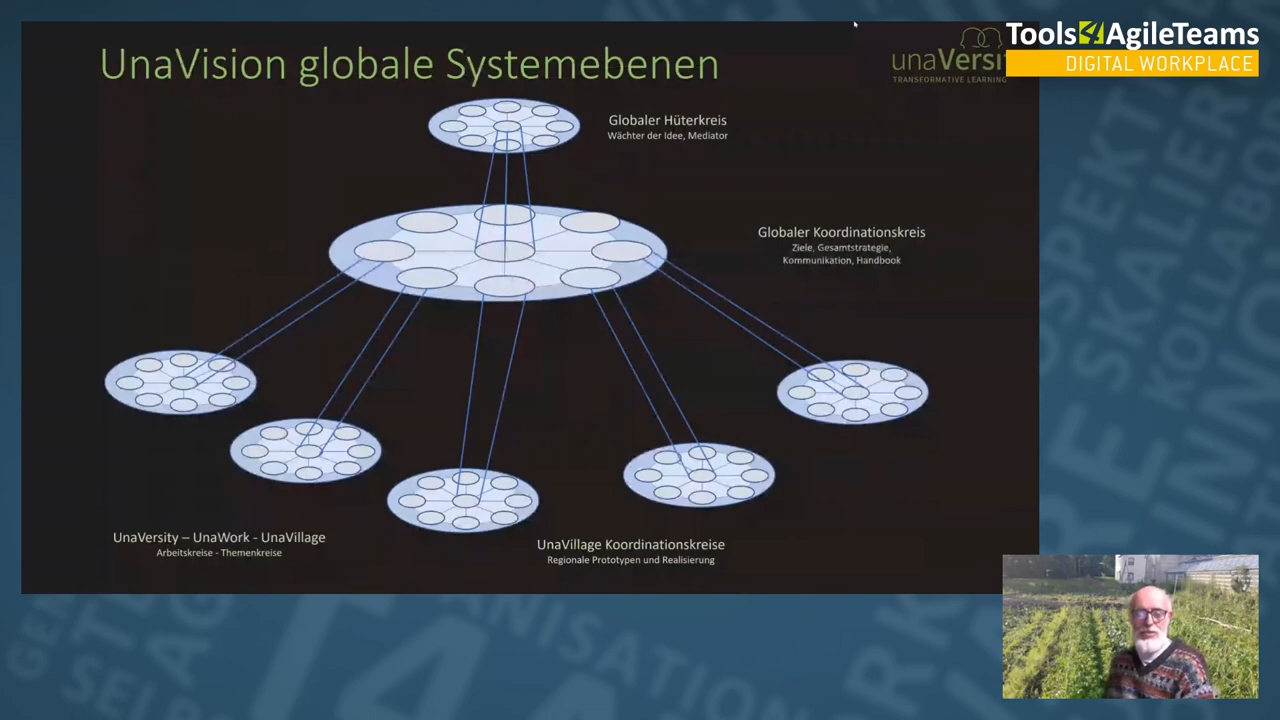 UnaVision globale Systemebenen
unaVersi
TRANSFORMATIVE LEARNING
Tools4AgileTeams
DIGITAL WORKPLACE
Globaler Hüterkreis
Wächter der Idee, Mediator
Globaler Koordinationskreis
Ziele, Gesamtstrategie,
Kommunikation, Handbook
UnaVersity – UnaWork - UnaVillage
Arbeitskreise - Themenkreise
UnaVillage Koordinationskreise
Regionale Prototypen und Realisierung